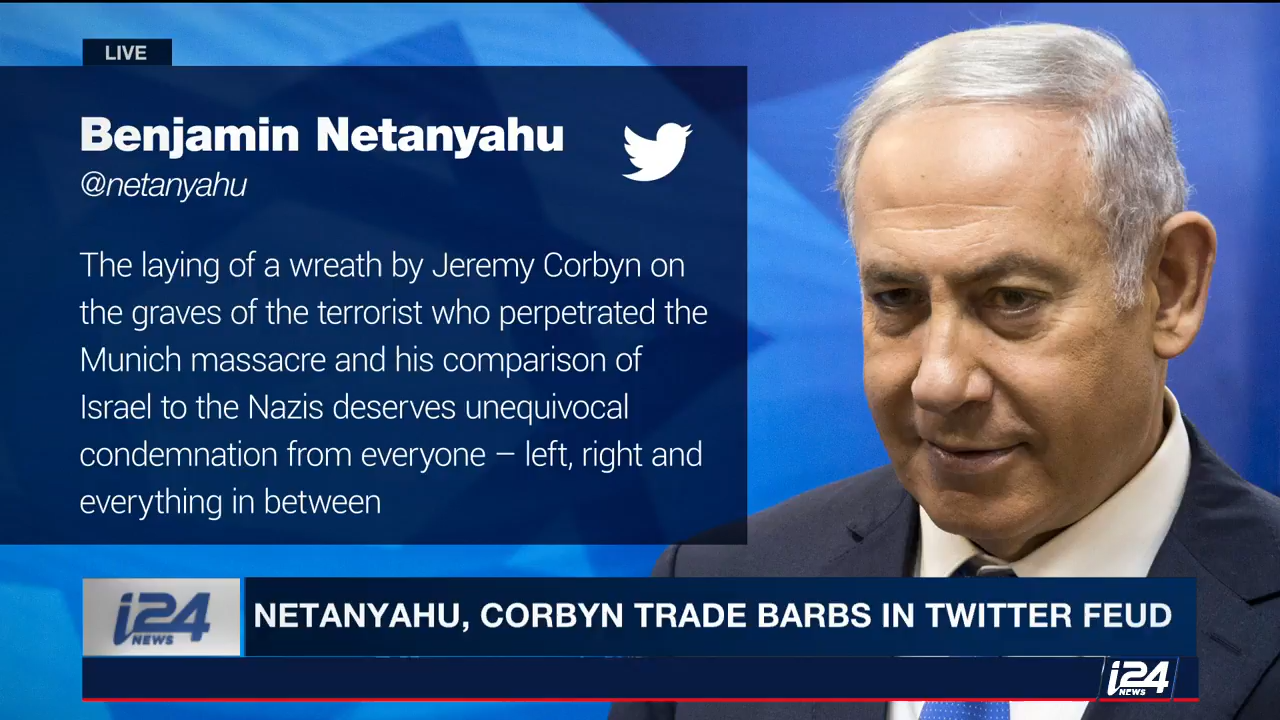 LIVE
Benjamin Netanyahu
@netanyahu
The laying of a wreath by Jeremy Corbyn on
the graves of the terrorist who perpetrated the
Munich massacre and his comparison of
Israel to the Nazis deserves unequivocal
condemnation from everyone – left, right and
everything in between
i24
NEWS
NETANYAHU, CORBYN TRADE BARBS IN TWITTER FEUD
i24
NEWS